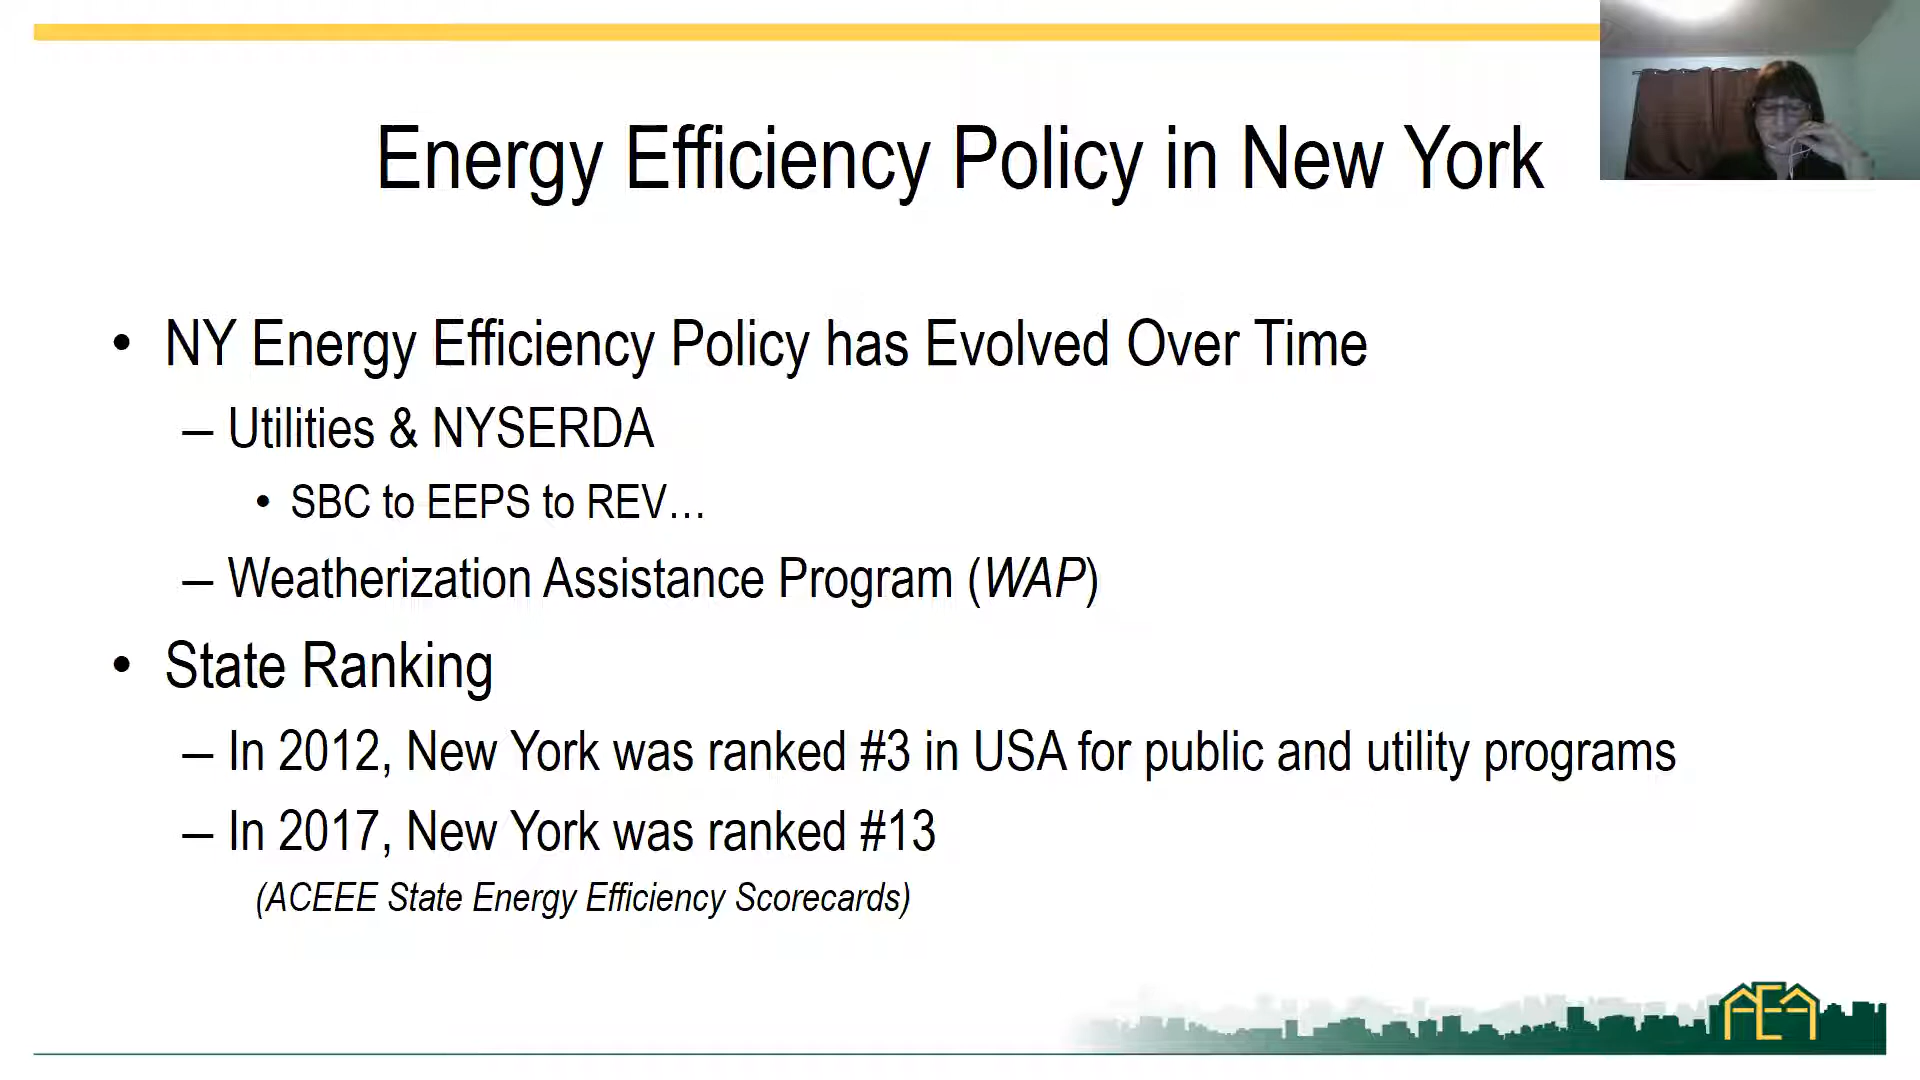 Energy Efficiency Policy in New York
• NY Energy Efficiency Policy has Evolved Over Time
– Utilities & NYSERDA
• SBC to EEPS to REV…
– Weatherization Assistance Program (WAP)
• State Ranking
– In 2012, New York was ranked #3 in USA for public and utility programs
– In 2017, New York was ranked #13
(ACEEE State Energy Efficiency Scorecards)
AEA